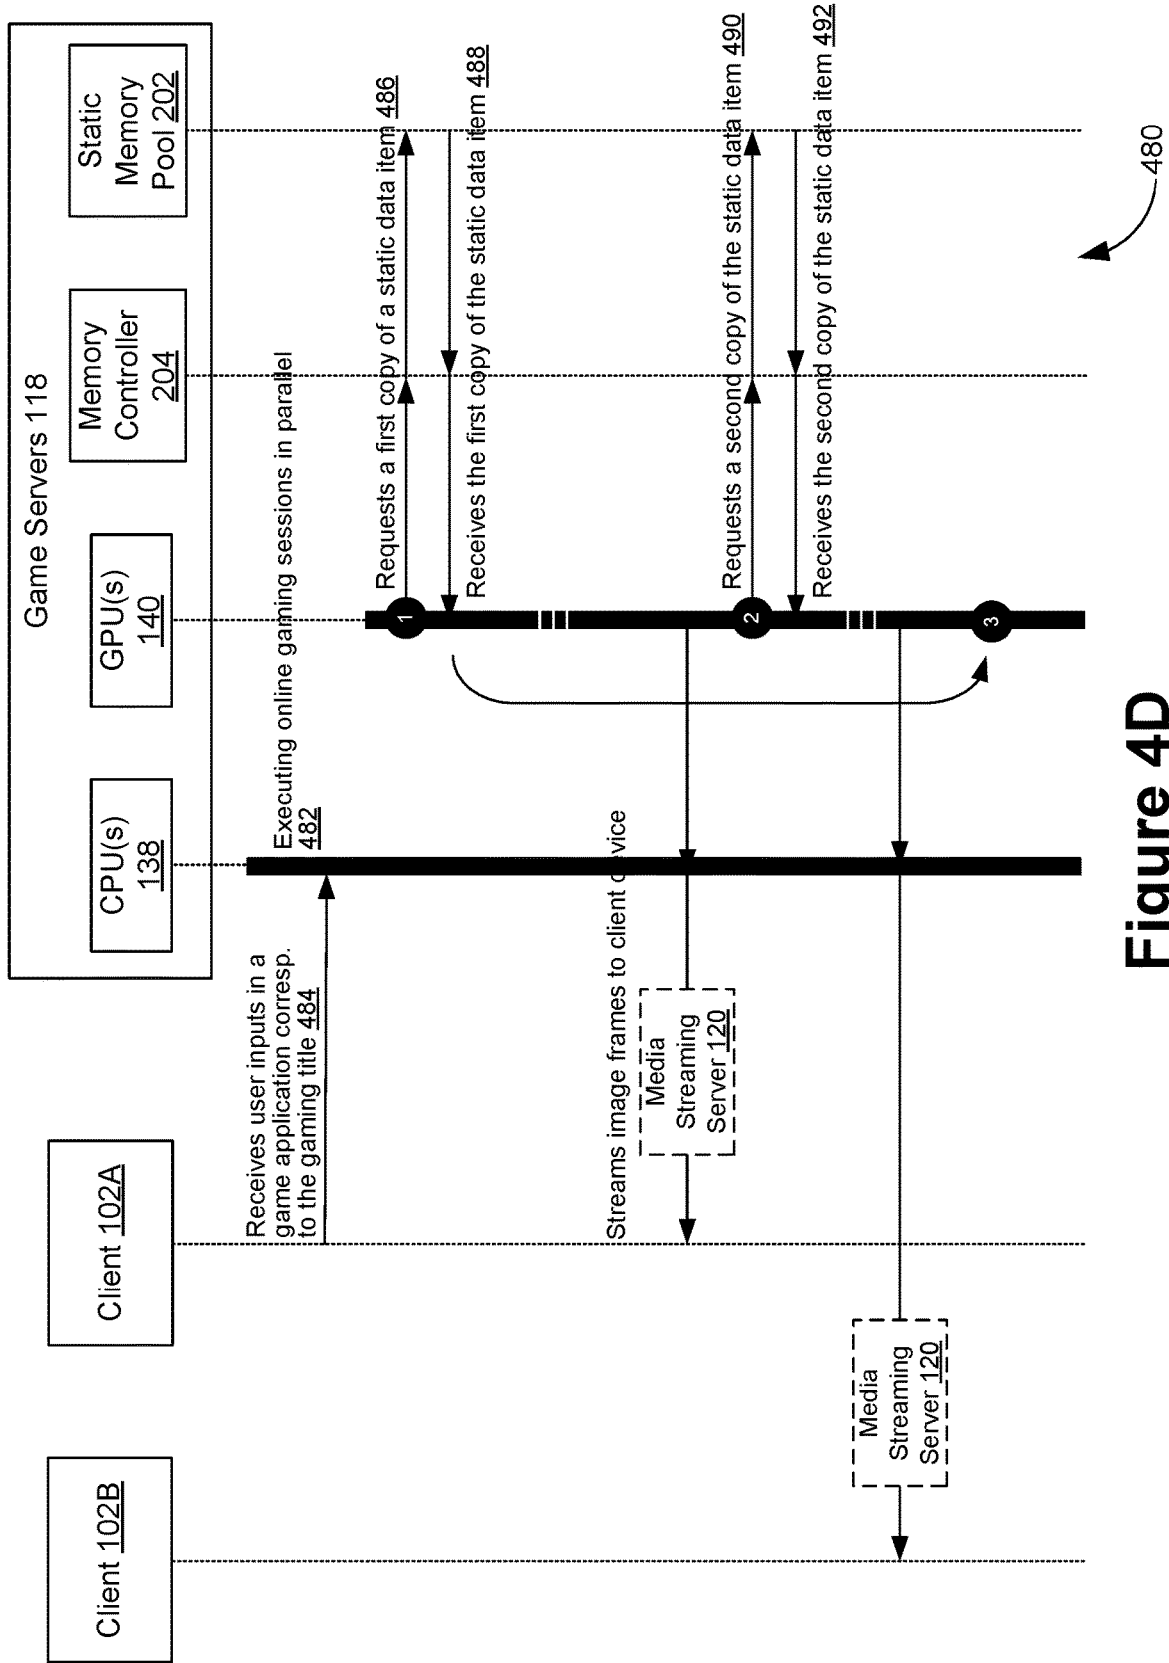 Game Servers 118
Client 102B
Client 102A
CPU(s)
138
GPU(s)
140
Memory
Controller
204
Static
Memory
Pool 202
Executing online gaming sessions in parallel
482
Receives user inputs in a
game application corresp.
to the gaming title 484
1
Requests a first copy of a static data item 486
Receives the first copy of the static data item 488
Streams image frames to client device
Media
Streaming
Server 120
2
Requests a second copy of the static data item 490
Receives the second copy of the static data item 492
Media
Streaming
Server 120
3
480
Figure 4D